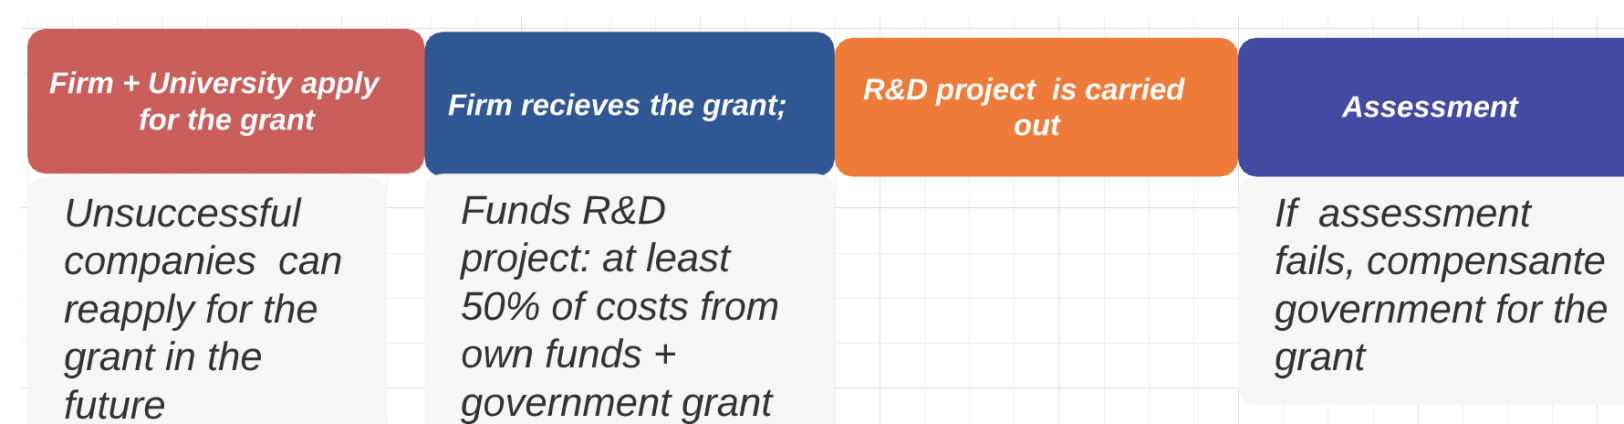 Firm + University apply
for the grant
Firm recieves the grant;
R&D project  is carried
out
Assessment
Unsuccessful
companies  can
reapply for the
grant in the
future
Funds R&D
project: at least
50% of costs from
own funds +
government grant
If  assessment
fails, compensante
government for the
grant